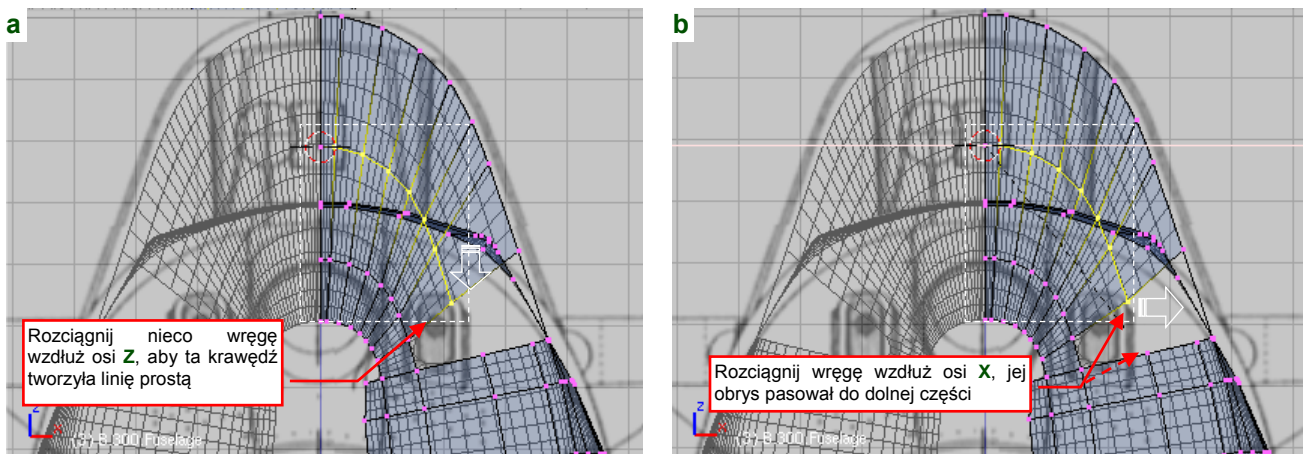 a
b
Rozciągnij nieco wręgę
wzdłuż osi Z, aby ta krawędź
tworzyła linię prostą
Rozciągnij wręgę wzdłuż osi X, jej
obrys pasował do dolnej części
z
x
(3) B 300 Fuselage
z
x
(3) B 300 Fuselage